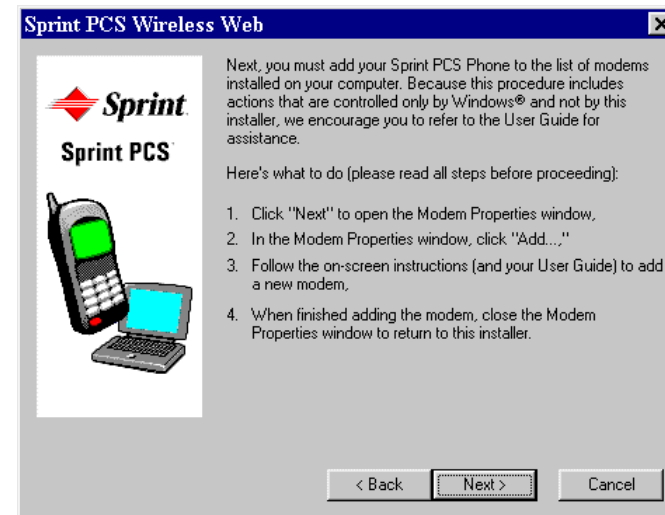 Sprint PCS Wireless Web
Sprint
Sprint PCS
Next, you must add your Sprint PCS Phone to the list of modems
installed on your computer. Because this procedure includes
actions that are controlled only by Windows® and not by this
installer, we encourage you to refer to the User Guide for
assistance.
Here's what to do (please read all steps before proceeding):
1. Click "Next" to open the Modem Properties window,
2. In the Modem Properties window, click "Add...,"
3. Follow the on-screen instructions (and your User Guide) to add
a new modem,
4. When finished adding the modem, close the Modem
Properties window to return to this installer.
< Back
Next >
Cancel